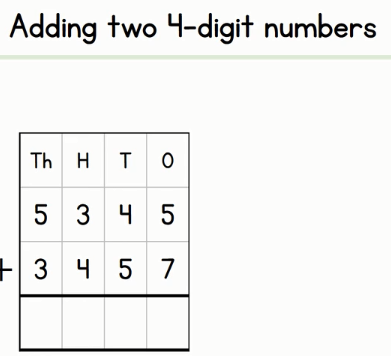 Adding two 4-digit numbers
Th H T O
5 3 4 5
+ 3 4 5 7